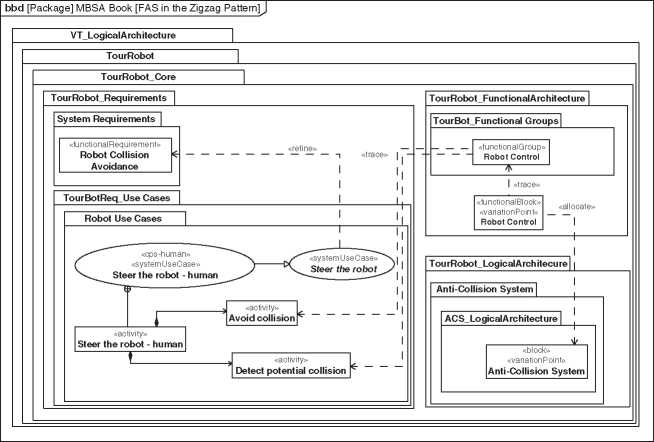 bbd [Package] MBSA Book [FAS in the Zigzag Pattern]
VT_LogicalArchitecture
TourRobot
TourRobot_Core
TourRobot_Requirements
System Requirements
«functionalRequirement»
Robot Collision
Avoidance
«refine»
«trace»
TourBotReq_Use Cases
Robot Use Cases
«cps-human»
«systemUseCase»
Steer the robot - human
«systemUseCase»
Steer the robot
«activity»
Avoid collision
«activity»
Steer the robot - human
«activity»
Detect potential collision
TourRobot_FunctionalArchitecture
TourBot_Functional Groups
«functionalGroup»
Robot Control
«trace»
«functionalBlock»
«variationPoint»
Robot Control
«allocate»
TourRobot_LogicalArchitecure
Anti-Collision System
ACS_LogicalArchitecture
«block»
«variationPoint»
Anti-Collision System